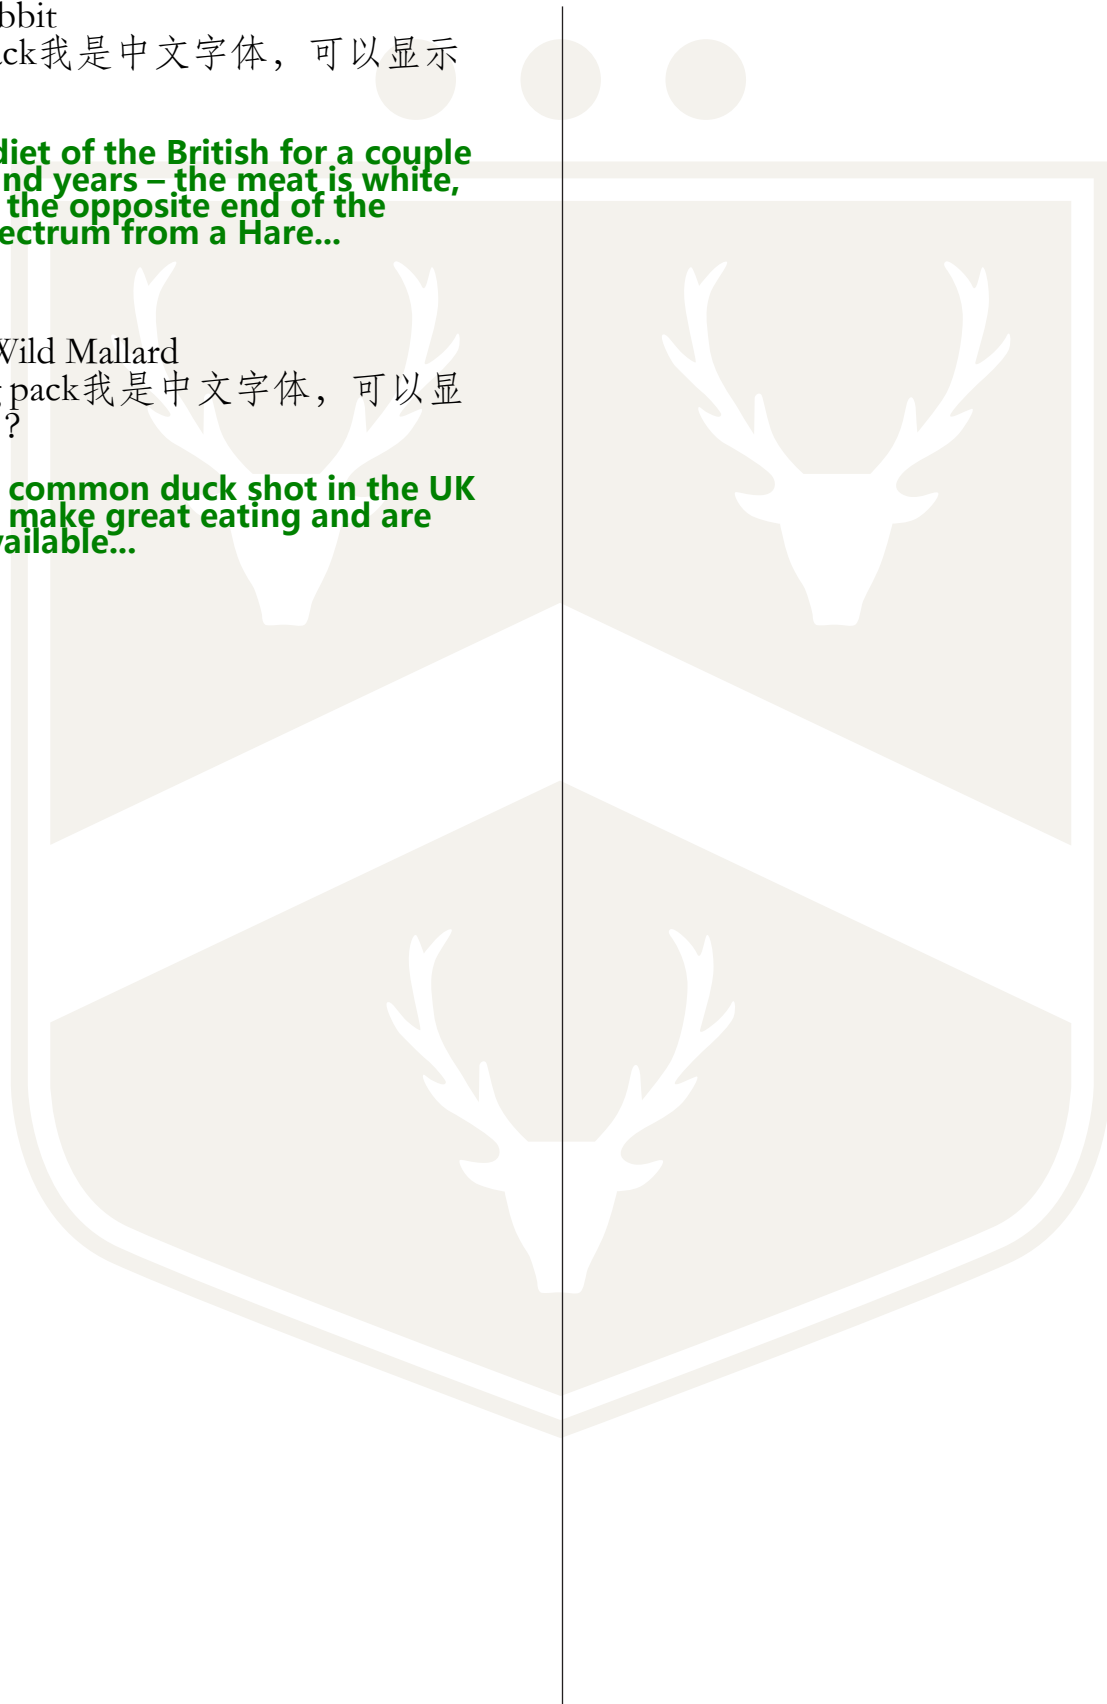 bbit
ck我是中文字体，可以显示
diet of the British for a couple
nd years – the meat is white,
the opposite end of the
ectrum from a Hare...
Wild Mallard
pack我是中文字体，可以显
？
common duck shot in the UK
make great eating and are
vailable...